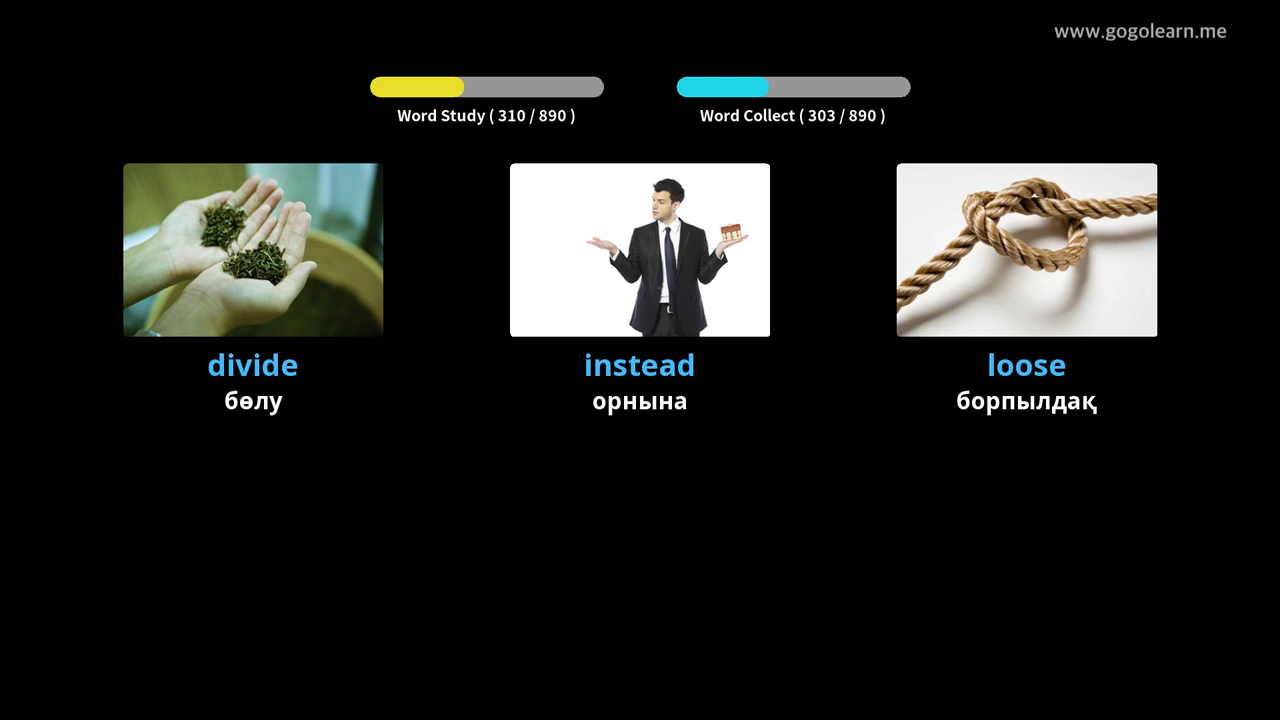 www.gogolearn.me
Word Study ( 310 / 890 )
Word Collect ( 303 / 890 )
divide
бөлу
instead
орнына
loose
борпылдақ